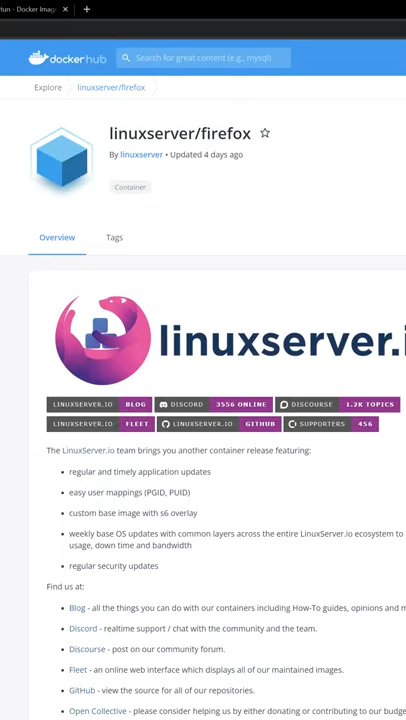 tun - Docker Imag
dockerhub
Search for great content (e.g., mysql)
Explore
linuxserver/firefox
linuxserver/firefox
By linuxserver • Updated 4 days ago
Container
Overview
Tags
linuxserver.i
LINUXSERVER.IO BLOG
DISCORD 3556 ONLINE
DISCOURSE 1.2K TOPICS
LINUXSERVER.IO FLEET
LINUXSERVER.IO GITHUB
SUPPORTERS 456
The LinuxServer.io team brings you another container release featuring:
regular and timely application updates
easy user mappings (PGID, PUID)
custom base image with s6 overlay
weekly base OS updates with common layers across the entire LinuxServer.io ecosystem to
usage, down time and bandwidth
regular security updates
Find us at:
Blog - all the things you can do with our containers including How-To guides, opinions and m
Discord - realtime support / chat with the community and the team.
Discourse - post on our community forum.
Fleet - an online web interface which displays all of our maintained images.
GitHub - view the source for all of our repositories.
Open Collective - please consider helping us by either donating or contributing to our budge